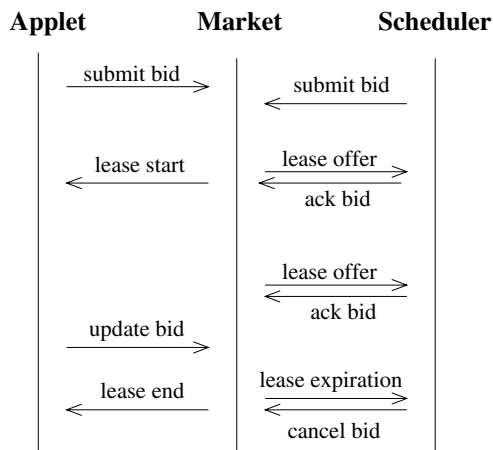 Applet Market Scheduler
submit bid
submit bid
lease start
lease offer
ack bid
lease offer
ack bid
update bid
lease end
lease expiration
cancel bid